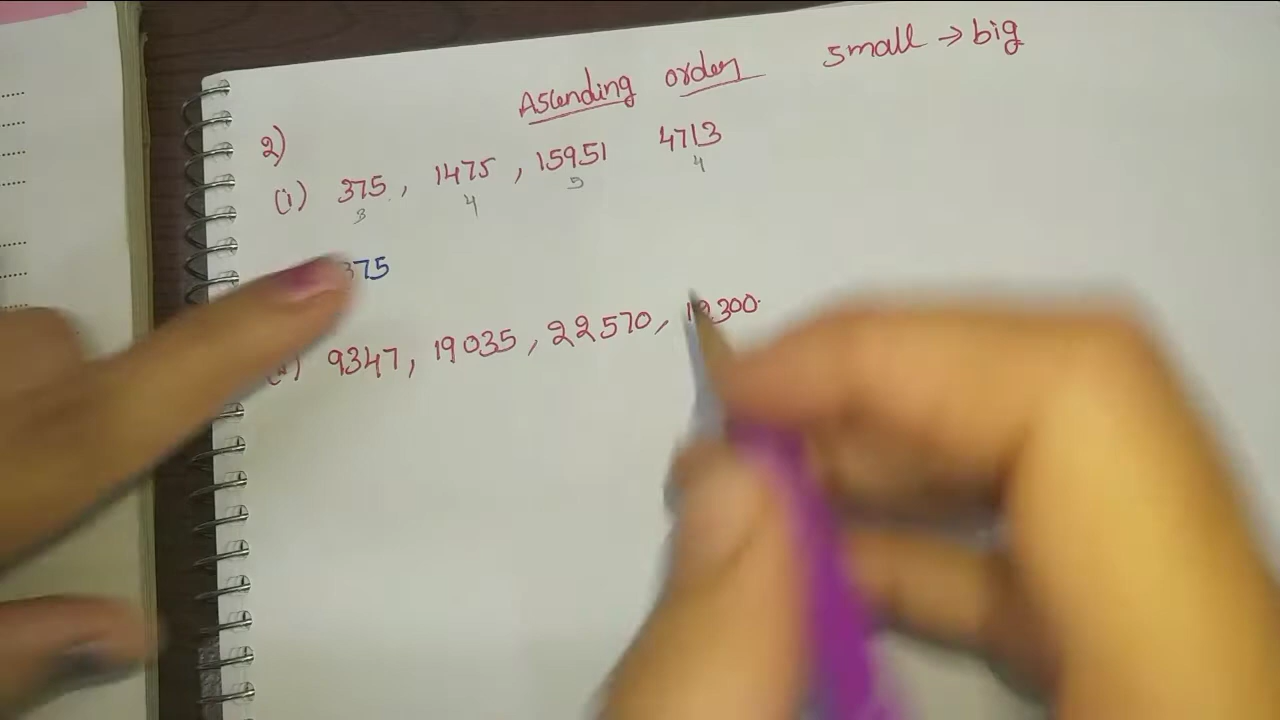 Ascending order small → big
2)
(i) 375, 1475, 15951 4713
3 4 5 4
375
9347, 19035, 22570,